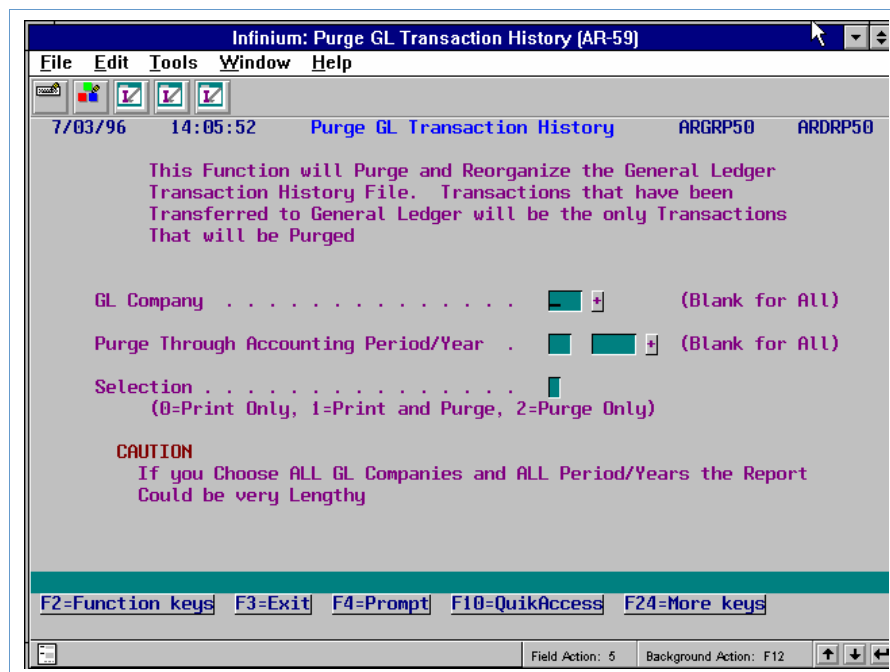 Infinium: Purge GL Transaction History (AR-59)
File Edit Tools Window Help
7/03/96 14:05:52 Purge GL Transaction History ARGRP50 ARDRP50
This Function will Purge and Reorganize the General Ledger
Transaction History File. Transactions that have been
Transferred to General Ledger will be the only Transactions
That will be Purged
GL Company . . . . . . . . . . . . . . _ + (Blank for All)
Purge Through Accounting Period/Year . + (Blank for All)
Selection . . . . . . . . . . . . . . .
(0=Print Only, 1=Print and Purge, 2=Purge Only)
CAUTION
If you Choose ALL GL Companies and ALL Period/Years the Report
Could be very Lengthy
F2=Function keys F3=Exit F4=Prompt F10=QuikAccess F24=More keys
Field Action: 5 Background Action: F12